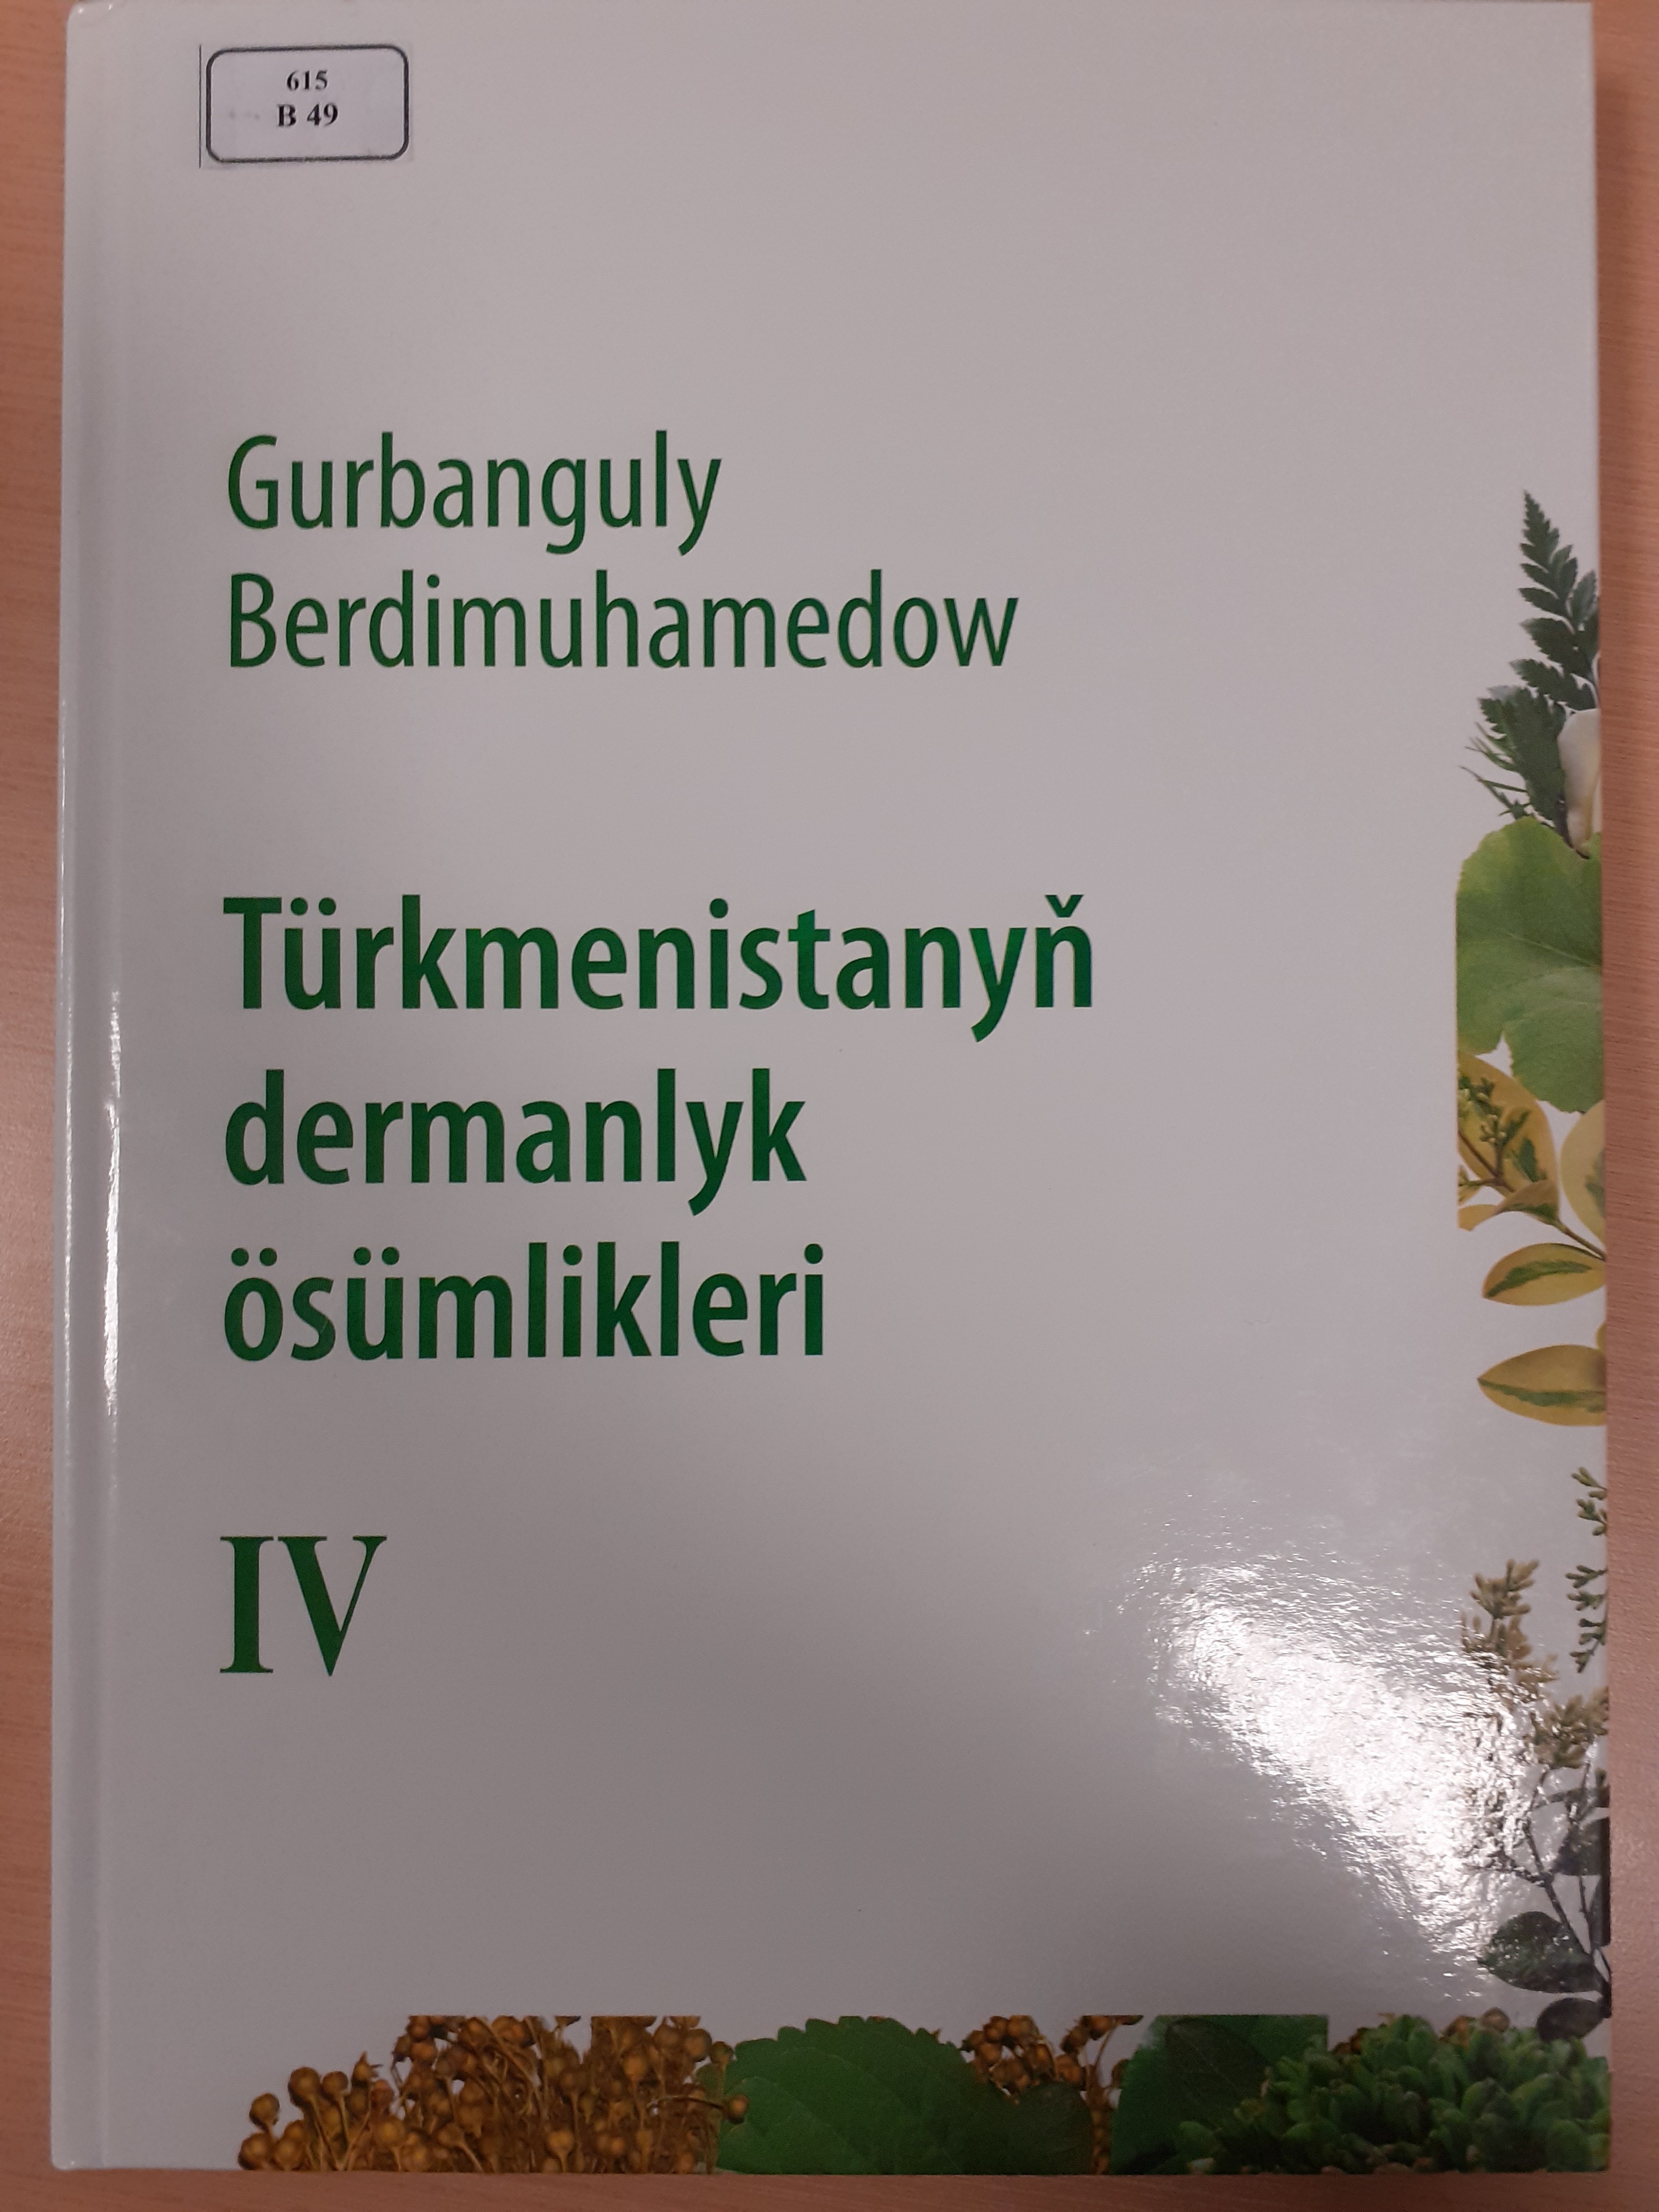 615
B 49
Gurbanguly
Berdimuhamedow
Türkmenistanyň
dermanlyk
ösümlikleri
IV